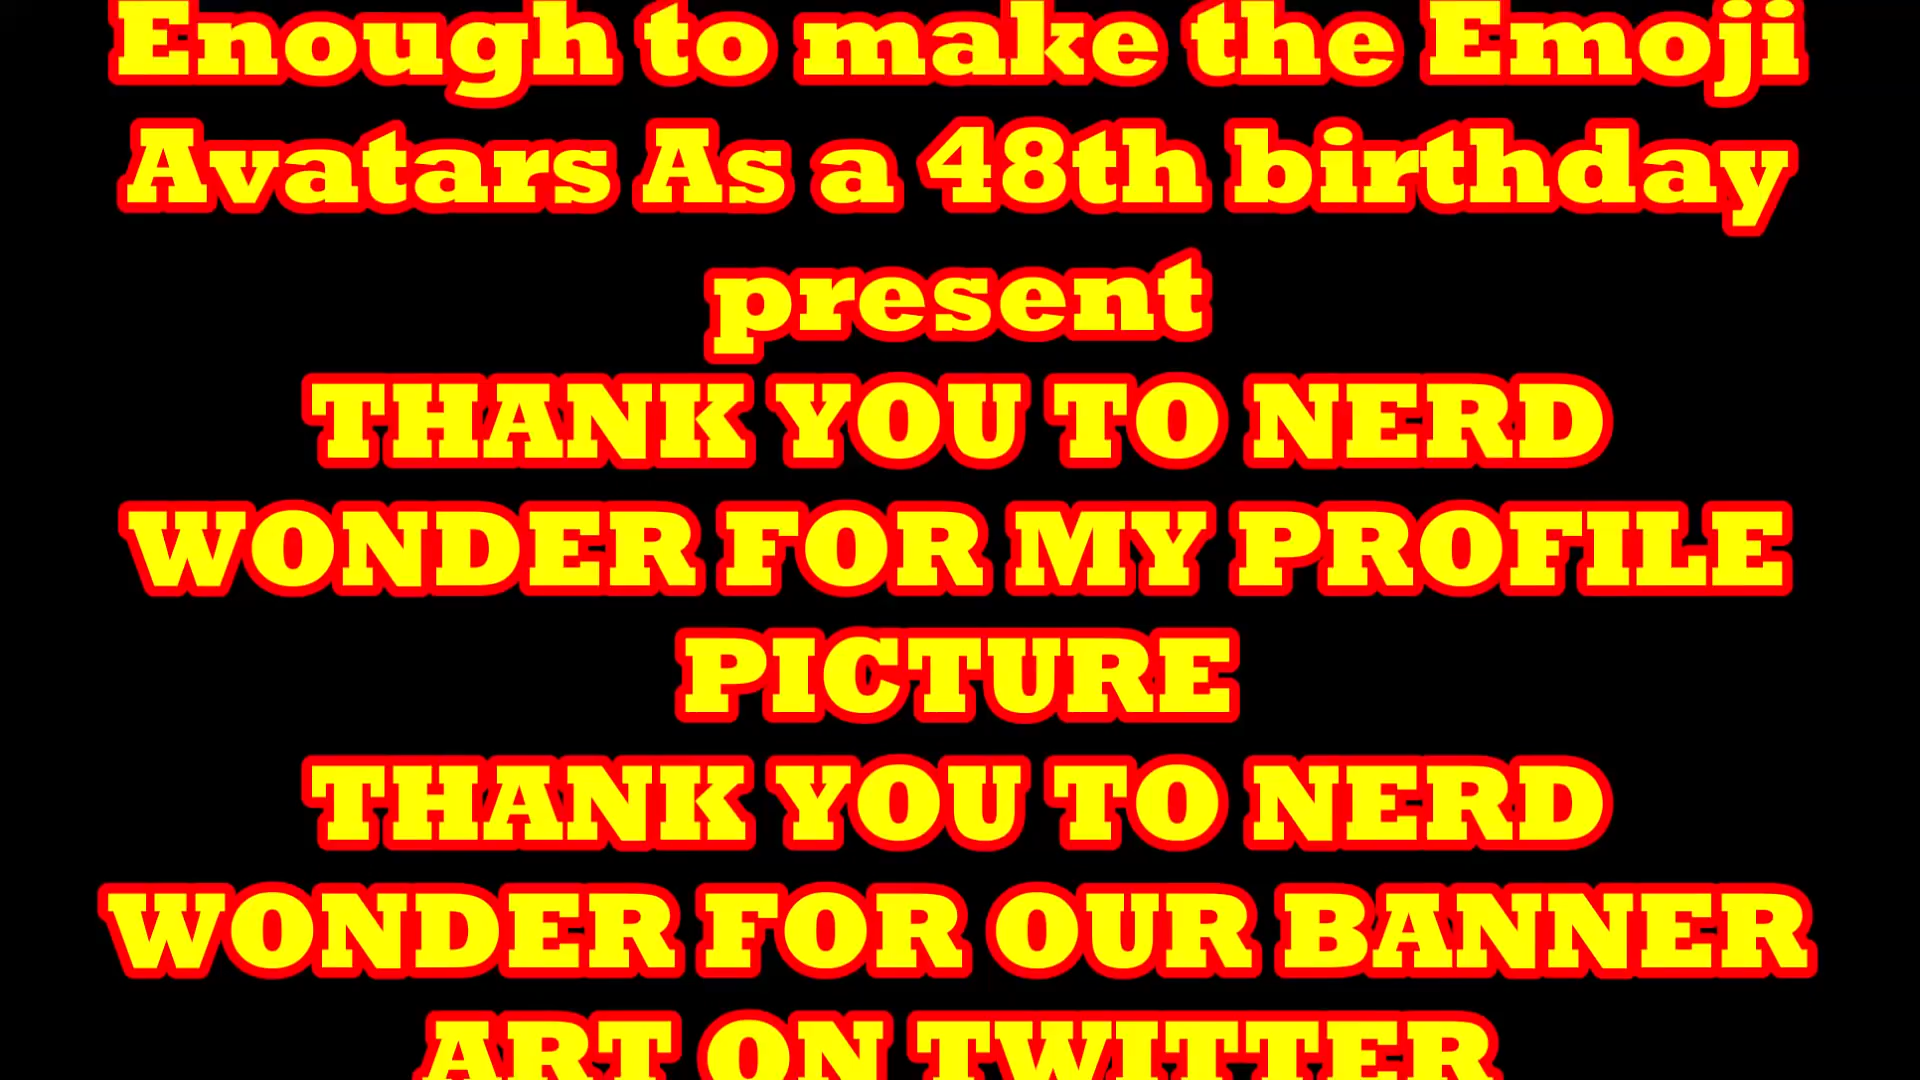 Enough to make the Emoji
Avatars As a 48th birthday
present
THANK YOU TO NERD
WONDER FOR MY PROFILE
PICTURE
THANK YOU TO NERD
WONDER FOR OUR BANNER
ART ON TWITTER